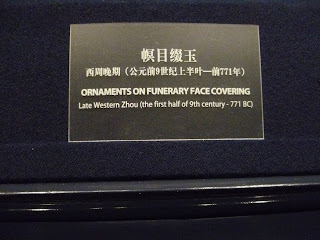 幎目缀玉
西周晚期（公元前9世纪上半叶—前771年）
ORNAMENTS ON FUNERARY FACE COVERING
Late Western Zhou (the first half of 9th century - 771 BC)